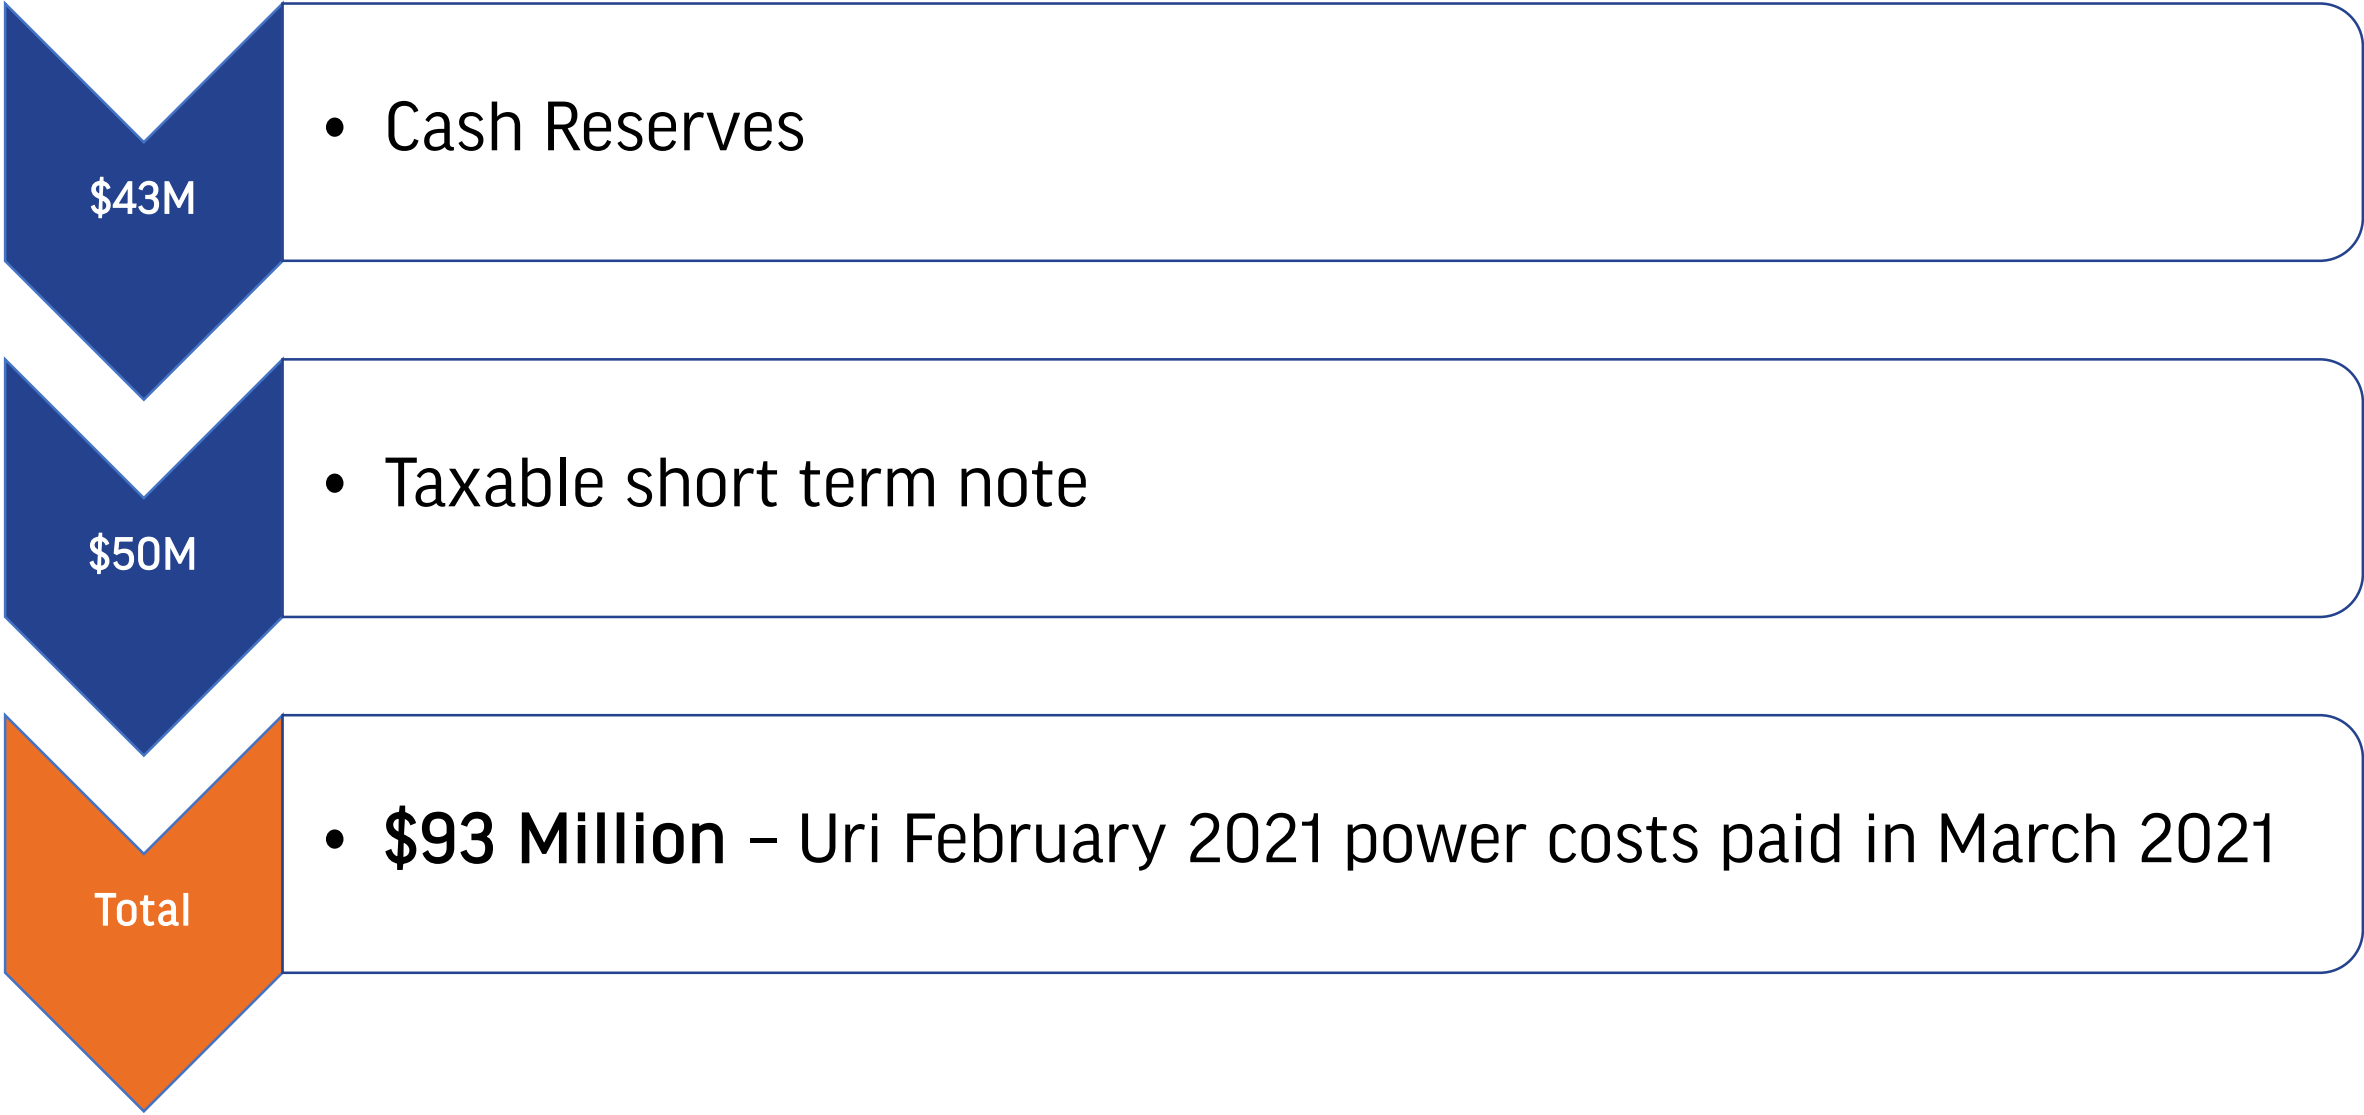 $43M
• Cash Reserves
$50M
• Taxable short term note
Total
• $93 Million – Uri February 2021 power costs paid in March 2021